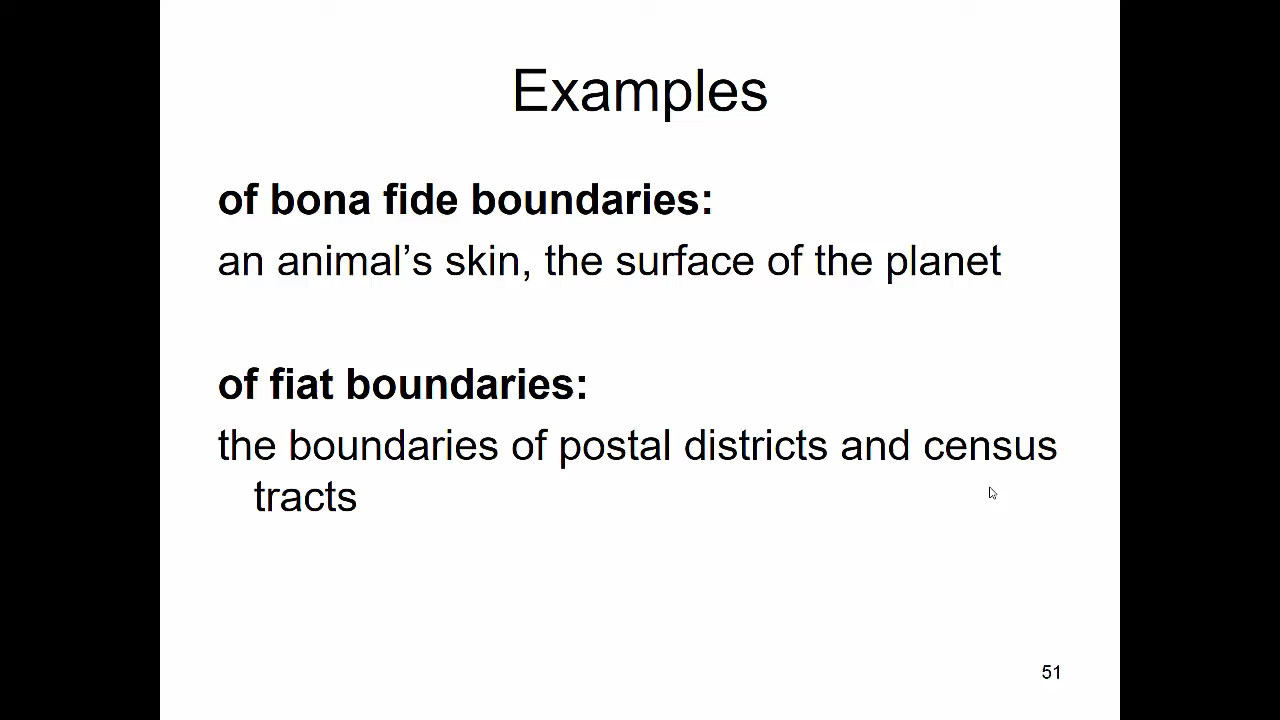 Examples
of bona fide boundaries:
an animal’s skin, the surface of the planet
of fiat boundaries:
the boundaries of postal districts and census
tracts
51